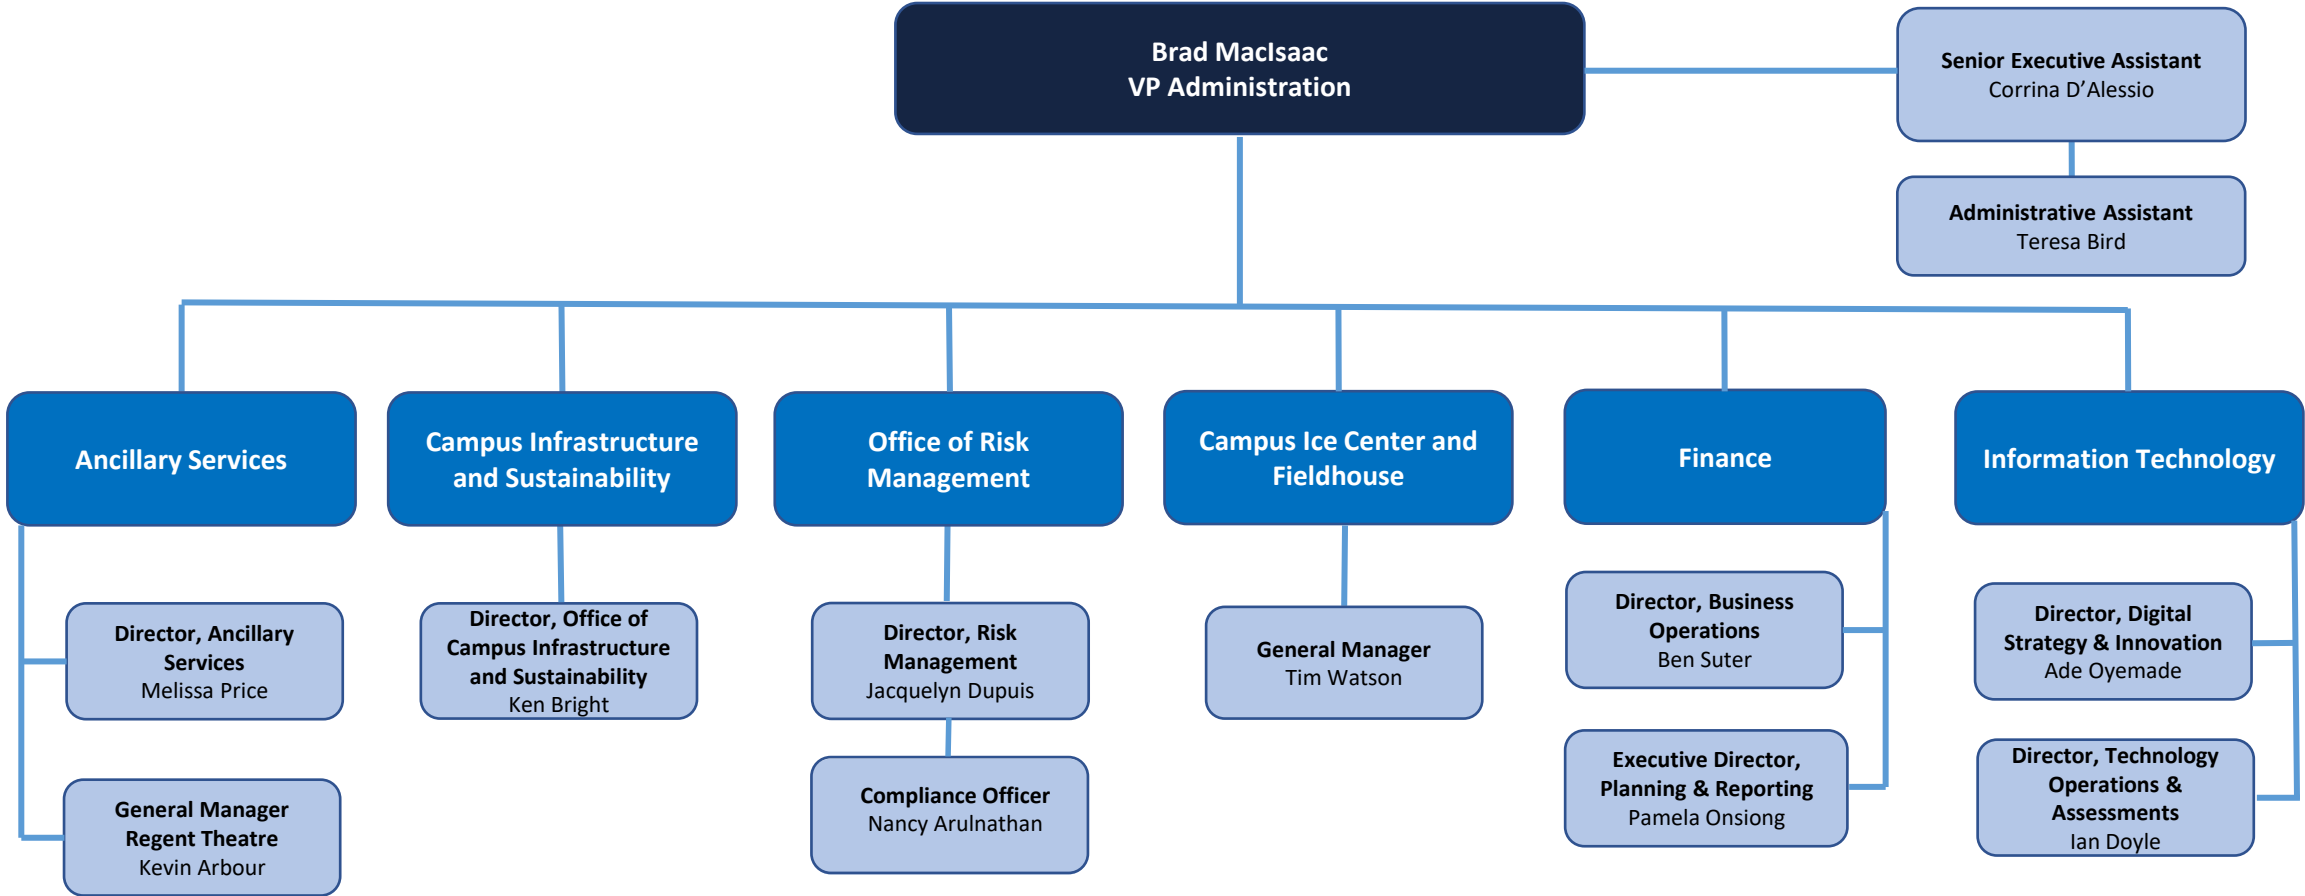 Brad MacIsaac
VP Administration
Senior Executive Assistant
Corrina D’Alessio
Administrative Assistant
Teresa Bird
Ancillary Services
Campus Infrastructure
and Sustainability
Office of Risk
Management
Campus Ice Center and
Fieldhouse
Finance
Information Technology
Director, Ancillary
Services
Melissa Price
General Manager
Regent Theatre
Kevin Arbour
Director, Office of
Campus Infrastructure
and Sustainability
Ken Bright
Director, Risk
Management
Jacquelyn Dupuis
Compliance Officer
Nancy Arulnathan
General Manager
Tim Watson
Director, Business
Operations
Ben Suter
Executive Director,
Planning & Reporting
Pamela Onsiong
Director, Digital
Strategy & Innovation
Ade Oyemade
Director, Technology
Operations &
Assessments
Ian Doyle